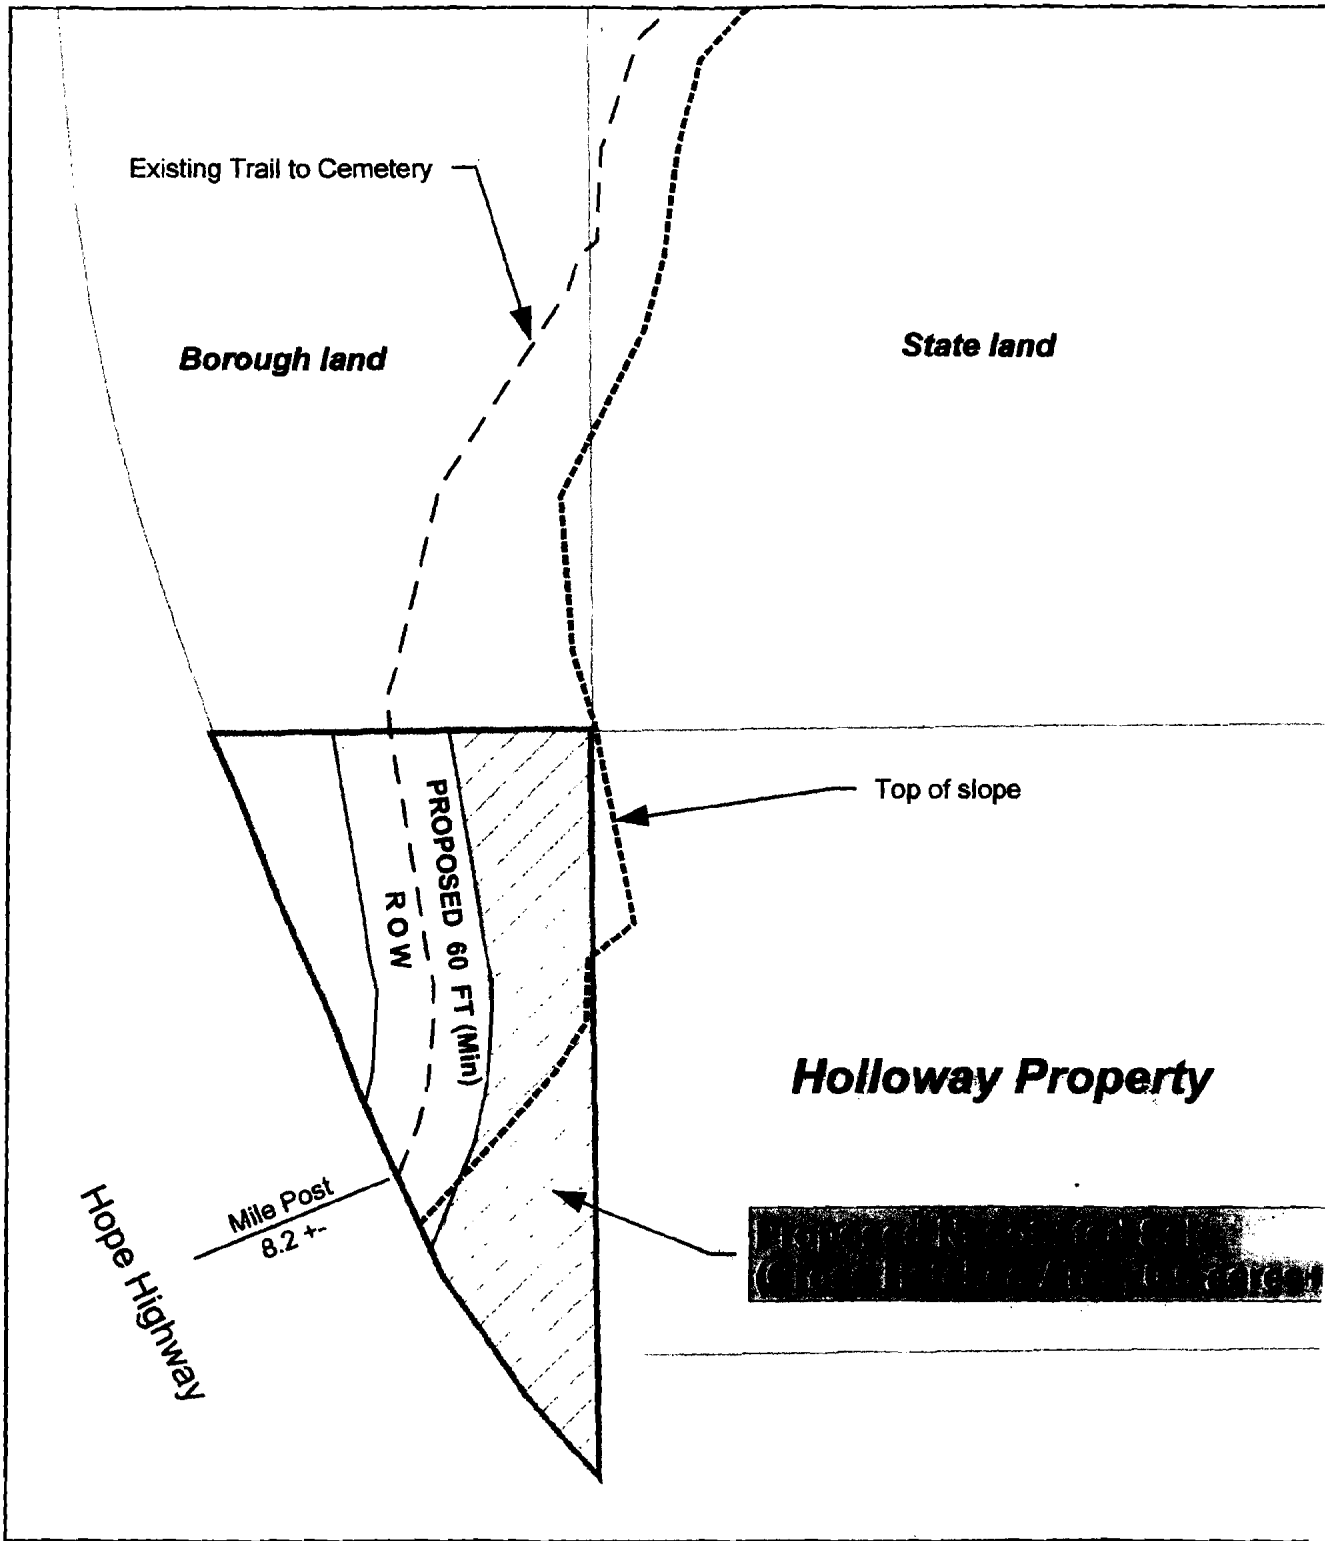 Existing Trail to Cemetery
Borough land
State land
Top of slope
PROPOSED 60 FT (Min)
ROW
Holloway Property
Mile Post
8.2 +-
Hope Highway
Proposed